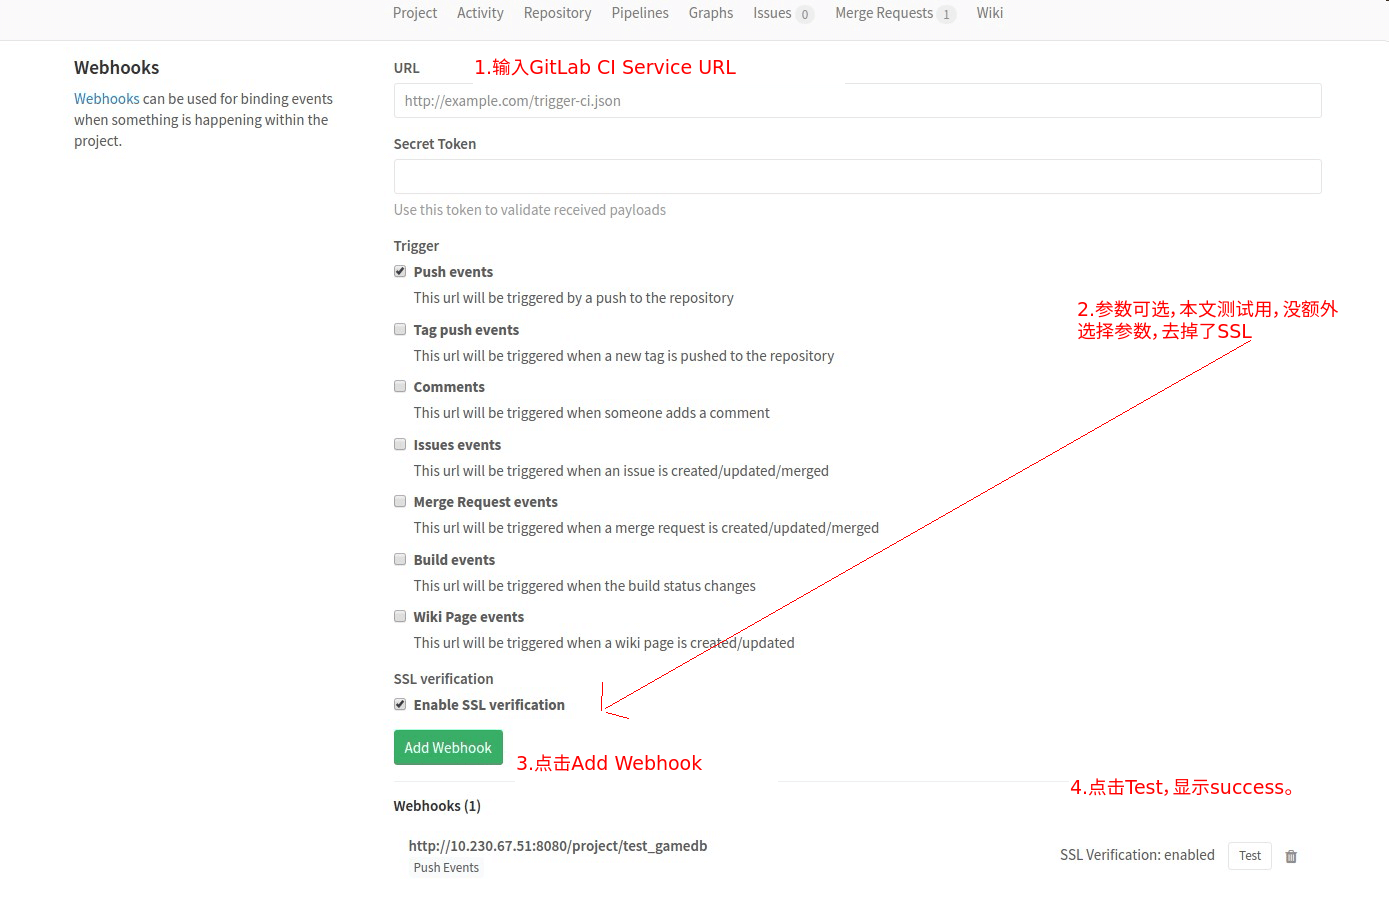 Project Activity Repository Pipelines Graphs Issues 0 Merge Requests 1 Wiki
Webhooks
Webhooks can be used for binding events
when something is happening within the
project.
URL
1.输入GitLab CI Service URL
http://example.com/trigger-ci.json
Secret Token
Use this token to validate received payloads
Trigger
Push events
This url will be triggered by a push to the repository
Tag push events
This url will be triggered when a new tag is pushed to the repository
Comments
This url will be triggered when someone adds a comment
Issues events
This url will be triggered when an issue is created/updated/merged
Merge Request events
This url will be triggered when a merge request is created/updated/merged
Build events
This url will be triggered when the build status changes
Wiki Page events
This url will be triggered when a wiki page is created/updated
2.参数可选，本文测试用，没额外
选择参数，去掉了SSL
SSL verification
Enable SSL verification
Add Webhook
3.点击Add Webhook
4.点击Test，显示success。
Webhooks (1)
http://10.230.67.51:8080/project/test_gamedb
Push Events
SSL Verification: enabled Test